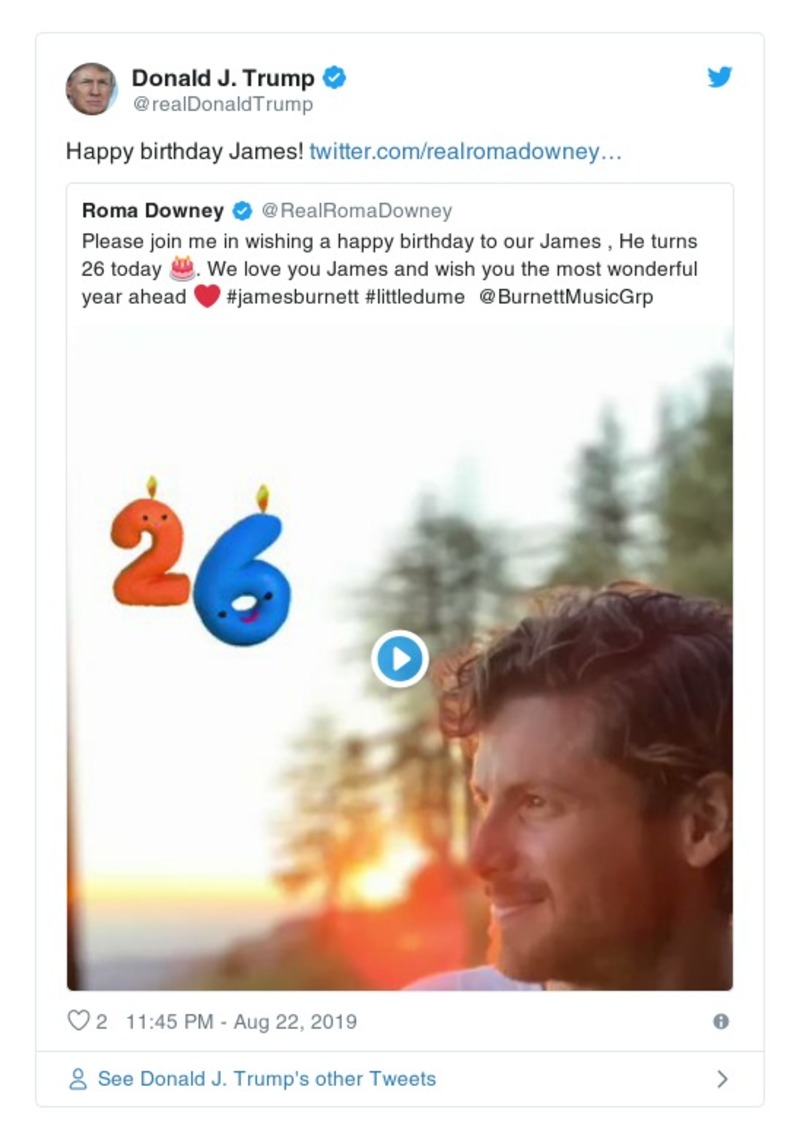 Donald J. Trump
@realDonaldTrump
Happy birthday James! twitter.com/realromadowney…
Roma Downey @RealRomaDowney
Please join me in wishing a happy birthday to our James , He turns
26 today 🎂. We love you James and wish you the most wonderful
year ahead ❤️ #jamesburnett #littledume @BurnettMusicGrp
26
2 11:45 PM - Aug 22, 2019
See Donald J. Trump's other Tweets